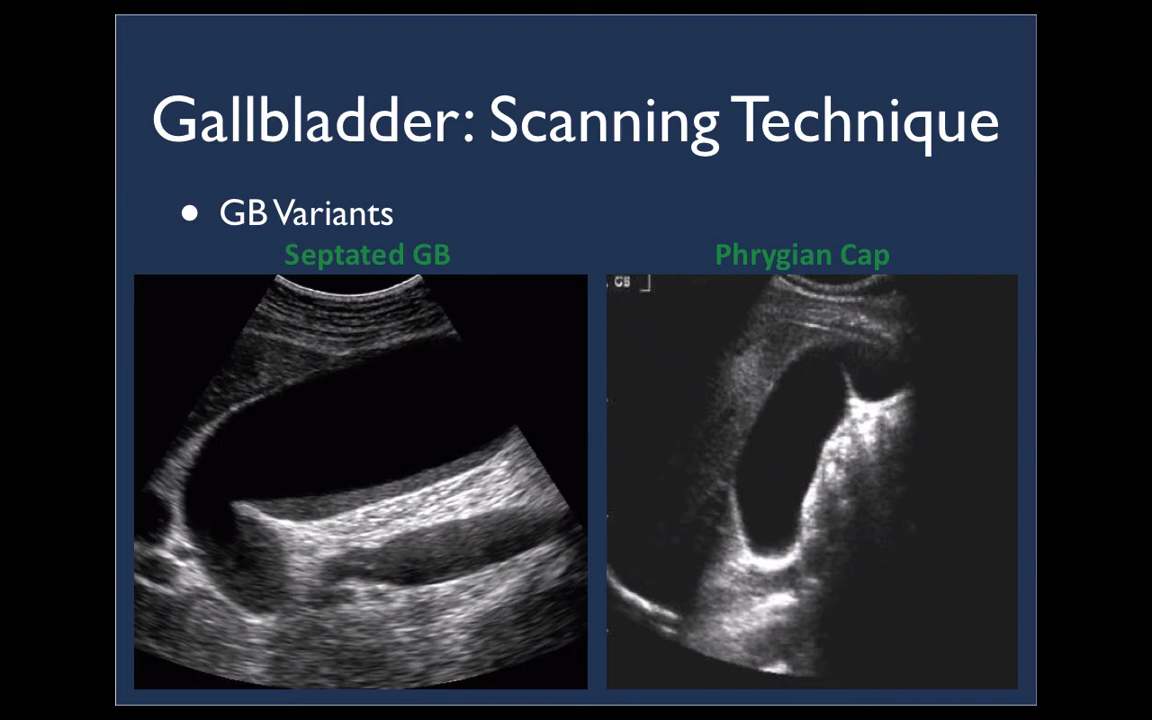 Gallbladder: Scanning Technique
● GB Variants
Septated GB
Phrygian Cap
GB